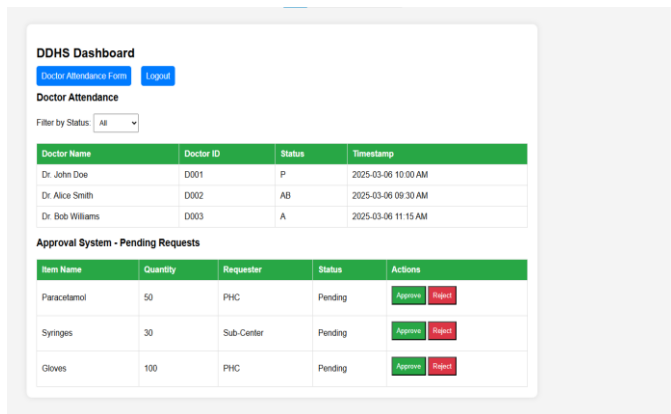 DDHS Dashboard
Doctor Attendance Form Logout
Doctor Attendance
Filter by Status: All
Doctor Name Doctor ID Status Timestamp
Dr. John Doe D001 P 2025-03-06 10:00 AM
Dr. Alice Smith D002 AB 2025-03-06 09:30 AM
Dr. Bob Williams D003 A 2025-03-06 11:15 AM
Approval System - Pending Requests
Item Name Quantity Requester Status Actions
Paracetamol 50 PHC Pending Approve Reject
Syringes 30 Sub-Center Pending Approve Reject
Gloves 100 PHC Pending Approve Reject